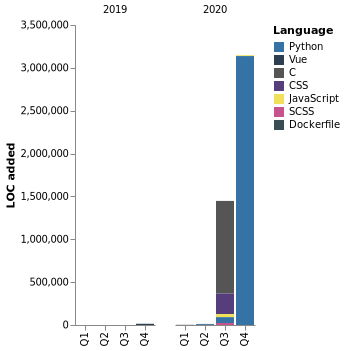 2019 2020
Language
Python
Vue
C
CSS
JavaScript
SCSS
Dockerfile
LOC added
3,500,000
3,000,000
2,500,000
2,000,000
1,500,000
1,000,000
500,000
0
Q1 Q2 Q3 Q4 Q1 Q2 Q3 Q4